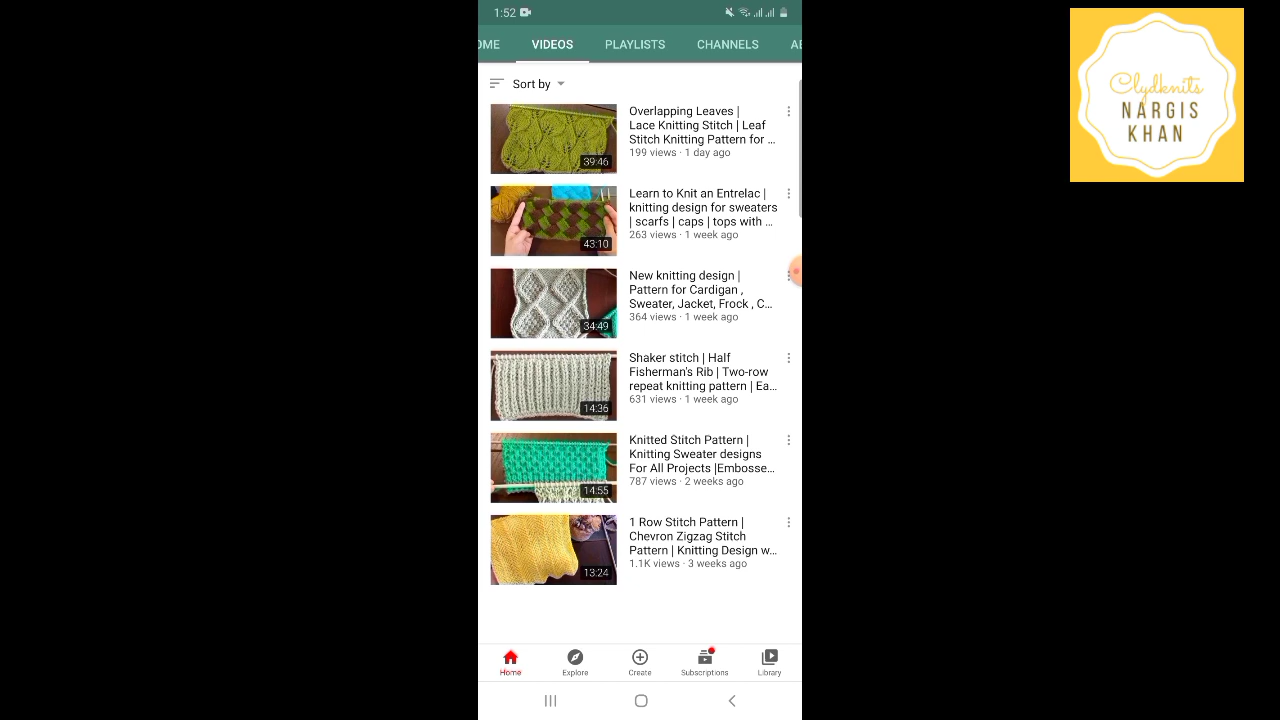 1:52
OME VIDEOS PLAYLISTS CHANNELS AB
Sort by
Overlapping Leaves |
Lace Knitting Stitch | Leaf
Stitch Knitting Pattern for ...
199 views · 1 day ago
39:46
Learn to Knit an Entrelac |
knitting design for sweaters
| scarfs | caps | tops with ...
263 views · 1 week ago
43:10
New knitting design |
Pattern for Cardigan ,
Sweater, Jacket, Frock , C...
364 views · 1 week ago
34:49
Shaker stitch | Half
Fisherman's Rib | Two-row
repeat knitting pattern | Ea...
631 views · 1 week ago
14:36
Knitted Stitch Pattern |
Knitting Sweater designs
For All Projects |Embosse...
787 views · 2 weeks ago
14:55
1 Row Stitch Pattern |
Chevron Zigzag Stitch
Pattern | Knitting Design w...
1.1K views · 3 weeks ago
13:24
Home Explore Create Subscriptions Library
Clydknits
NARGIS
KHAN